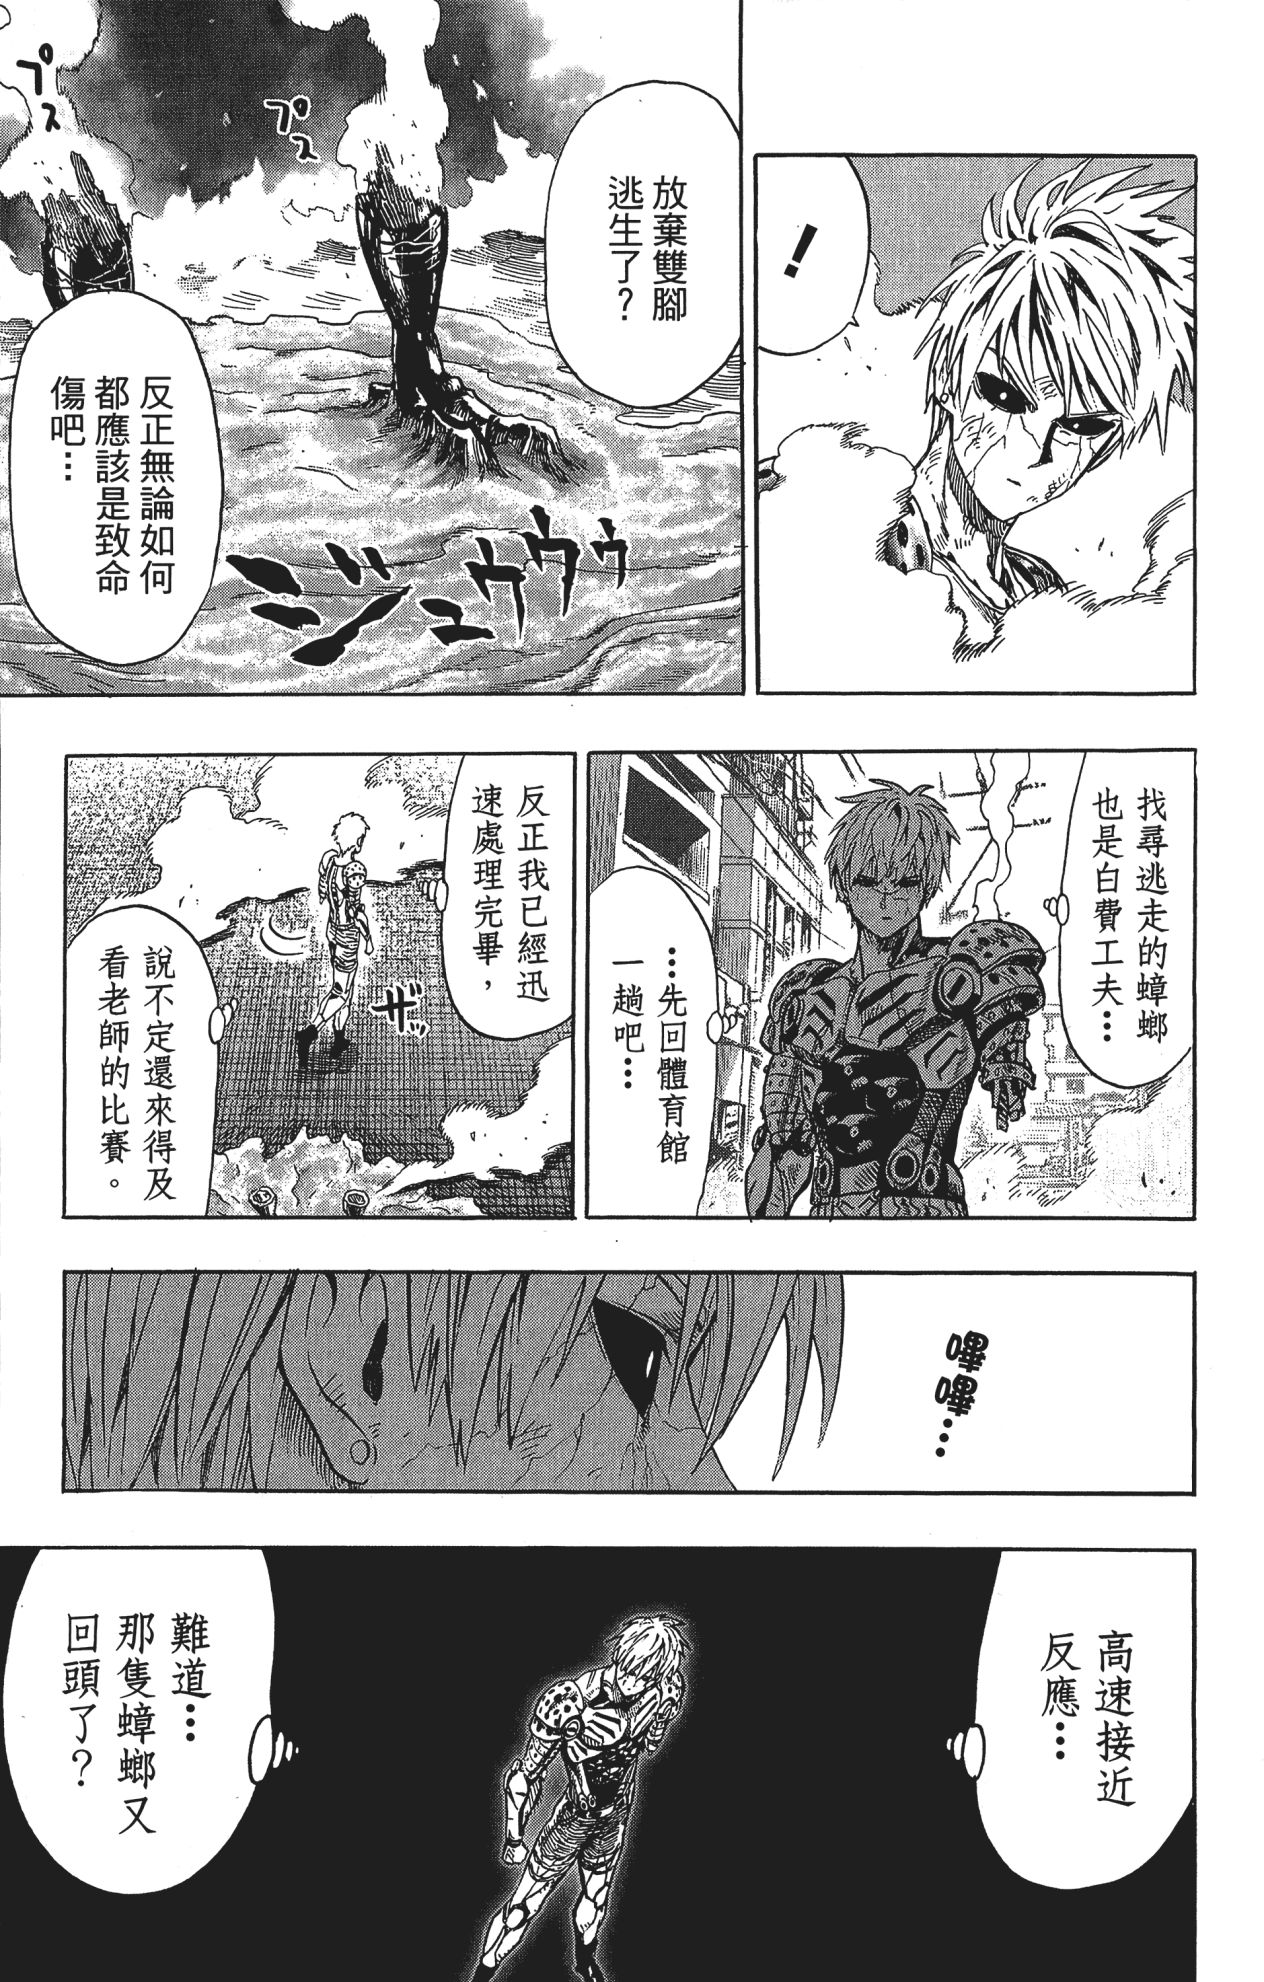 ！
放棄雙腳
逃生了？
プス
プス
反正無論如何
都應該是致命
傷吧…
ジュウウゥ
找尋逃走的蟑螂
也是白費工夫…
…先回體育館
一趟吧…
反正我已經迅
速處理完畢，
ザッ
說不定還來得及
看老師的比賽。
嗶嗶…
高速接近
反應…
難道…
那隻蟑螂又
回頭了？